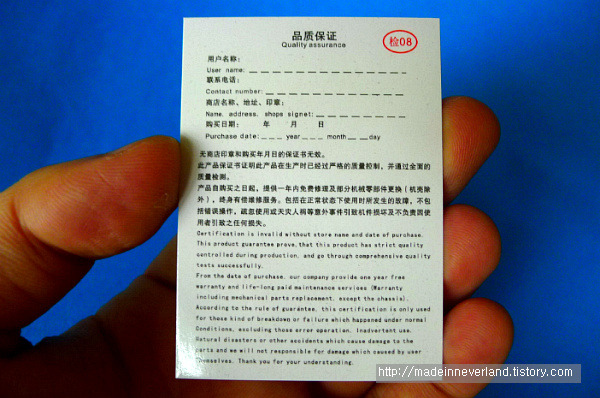 品质保证
Quality assurance
检08
用户名称:
User name:
联系电话:
Contact number:
商店名称、地址、印章:
Name, address, shops signet:
购买日期: 年 月 日
Purchase date: year month day
无商店印章和购买年月日的保证书无效。
此产品保证书证明此产品在生产时已经过严格的质量控制，并通过全面的
质量检测。
产品自购买之日起，提供一年内免费修理及部分机械零部件更换（机壳除
外），终身有偿维修服务。包括在正常状态下使用时所发生的故障，不包
括错误操作，疏忽使用或天灾人祸等意外事件引致机件损坏及不负责因使
用者引致之任何损失。
Certification is invalid without store name and date of purchase.
This product guarantee prove, that this product has strict quality
controlled during production, and go through comprehensive quality
tests successfully.
From the date of purchase, our company provide one year free
warranty and life-long paid maintenance services (Warranty
including mechanical parts replacement, except the chassis).
According to the rule of guarantee, this certification is only used
for these kind of breakdown or failure which happened under normal
Conditions, excluding those error operation, Inadvertent use,
Natural disasters or other accidents which cause damage to the
parts and we will not responsible for damage which caused by user
themselves. Thank you for your understanding.
http://madeinneverland.tistory.com